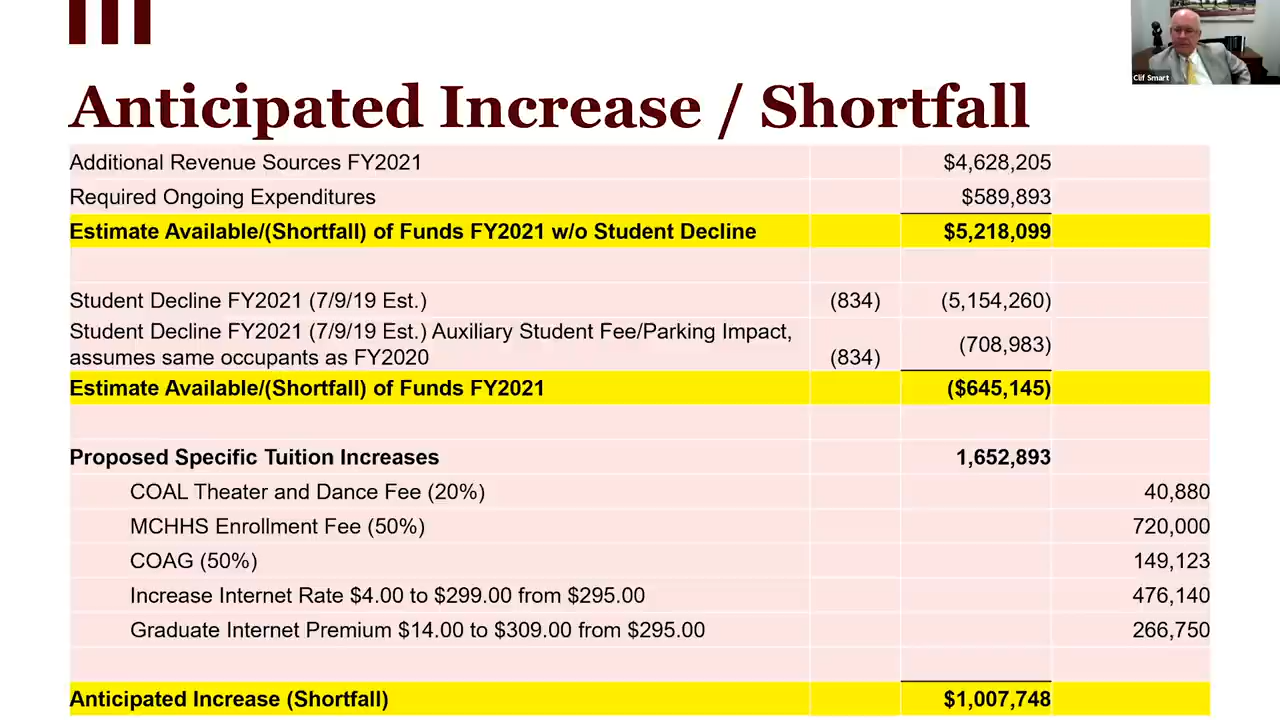 Clif Smart
Anticipated Increase / Shortfall
Additional Revenue Sources FY2021 $4,628,205
Required Ongoing Expenditures $589,893
Estimate Available/(Shortfall) of Funds FY2021 w/o Student Decline $5,218,099
Student Decline FY2021 (7/9/19 Est.) (834) (5,154,260)
Student Decline FY2021 (7/9/19 Est.) Auxiliary Student Fee/Parking Impact,
assumes same occupants as FY2020 (834) (708,983)
Estimate Available/(Shortfall) of Funds FY2021 ($645,145)
Proposed Specific Tuition Increases 1,652,893
COAL Theater and Dance Fee (20%) 40,880
MCHHS Enrollment Fee (50%) 720,000
COAG (50%) 149,123
Increase Internet Rate $4.00 to $299.00 from $295.00 476,140
Graduate Internet Premium $14.00 to $309.00 from $295.00 266,750
Anticipated Increase (Shortfall) $1,007,748